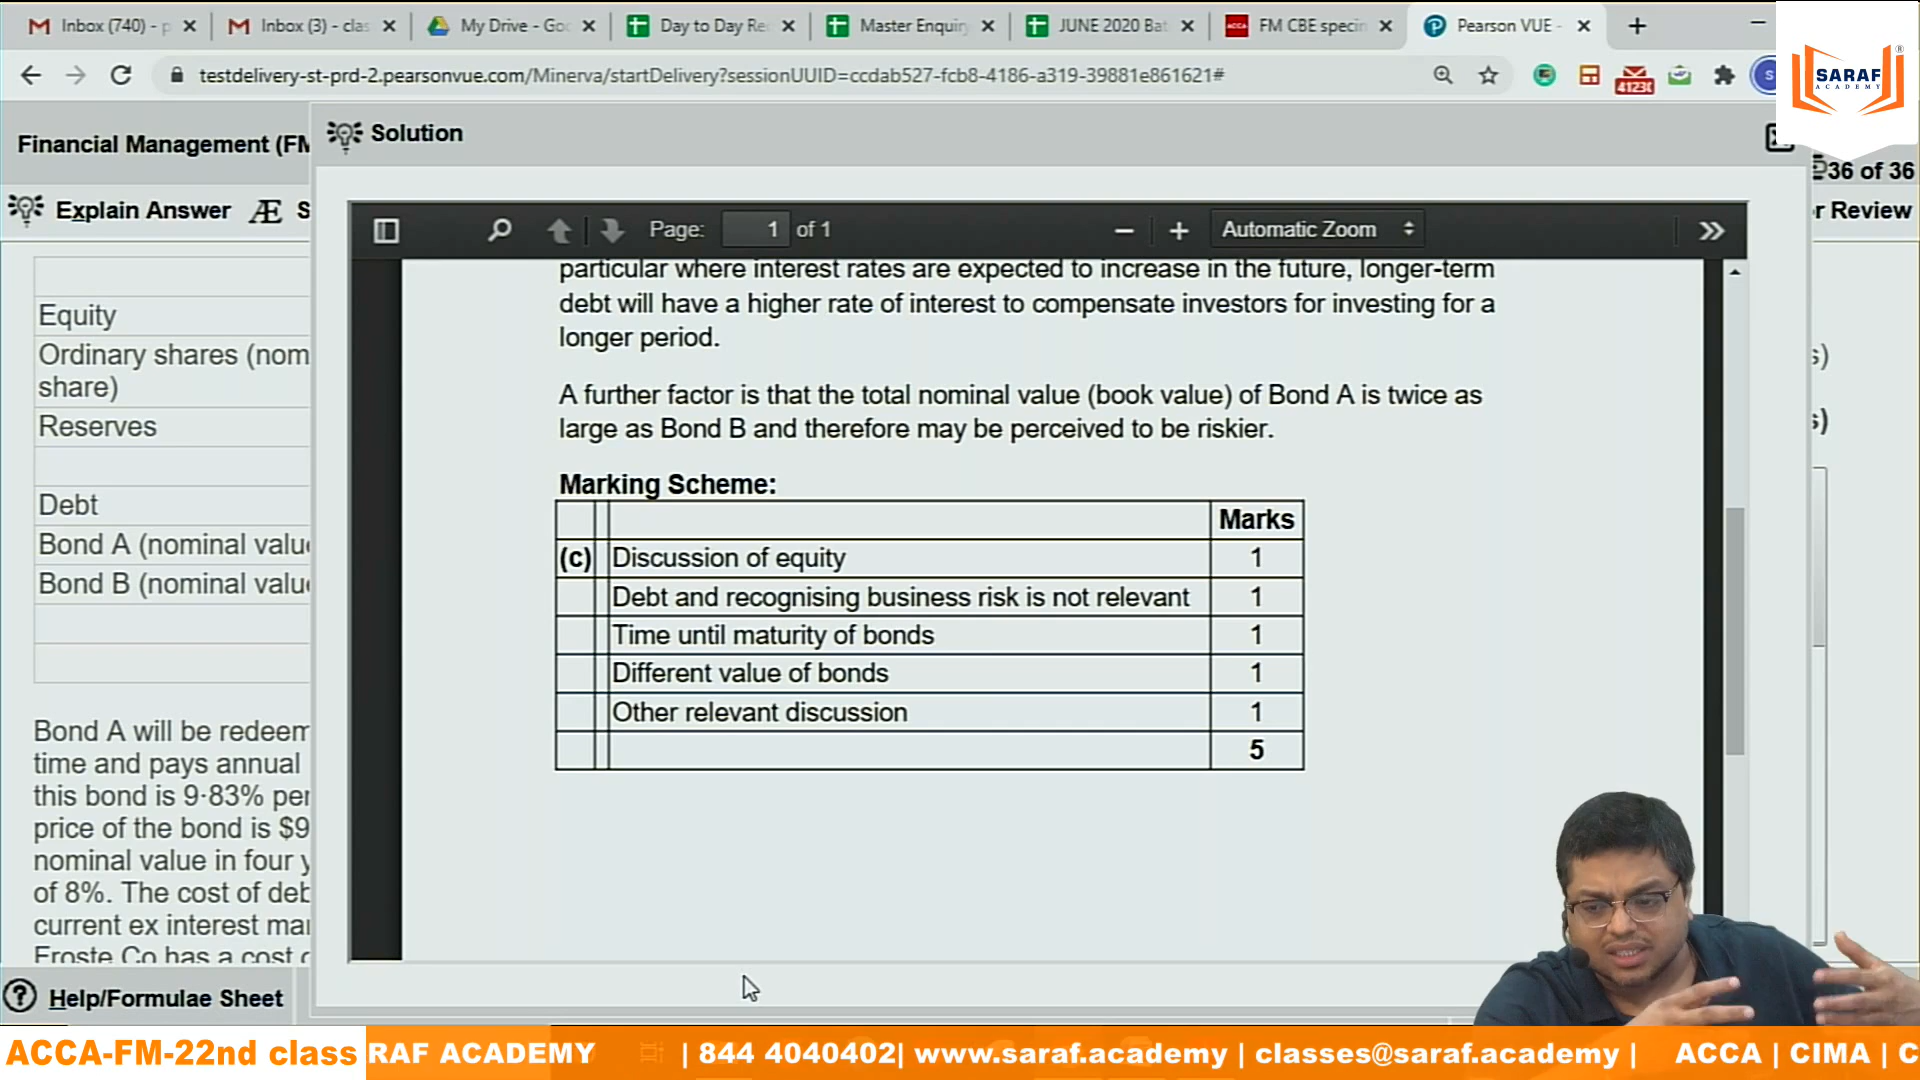 Inbox (740) - p
Inbox (3) - clas
My Drive - Goo
Day to Day Re
Master Enquiry
JUNE 2020 Bat
ACCA
FM CBE specin
Pearson VUE -
testdelivery-st-prd-2.pearsonvue.com/Minerva/startDelivery?sessionUUID=ccdab527-fcb8-4186-a319-39881e861621#
SARAF
ACADEMY
Financial Management (FM
Solution
36 of 36
Explain Answer
r Review
Page: 1 of 1
Automatic Zoom
particular where interest rates are expected to increase in the future, longer-term
debt will have a higher rate of interest to compensate investors for investing for a
longer period.
A further factor is that the total nominal value (book value) of Bond A is twice as
large as Bond B and therefore may be perceived to be riskier.
Marking Scheme:
Marks
(c) Discussion of equity 1
Debt and recognising business risk is not relevant 1
Time until maturity of bonds 1
Different value of bonds 1
Other relevant discussion 1
5
Equity
Ordinary shares (nom
share)
Reserves
Debt
Bond A (nominal valu
Bond B (nominal valu
Bond A will be redeem
time and pays annual
this bond is 9·83% per
price of the bond is $9
nominal value in four y
of 8%. The cost of deb
current ex interest mar
Froste Co has a cost o
Help/Formulae Sheet
ACCA-FM-22nd class
RAF ACADEMY | 844 4040402| www.saraf.academy | classes@saraf.academy | ACCA | CIMA | C